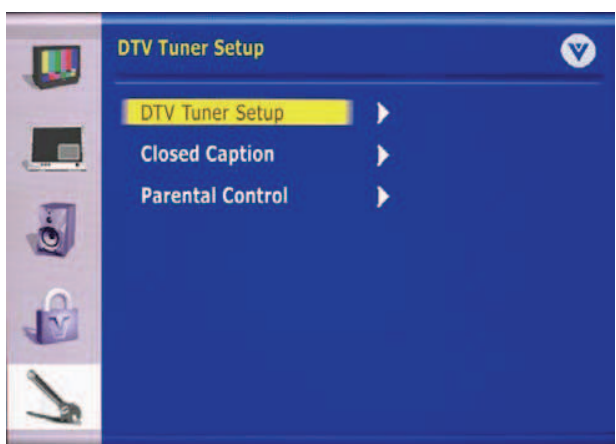 DTV Tuner Setup
DTV Tuner Setup
Closed Caption
Parental Control